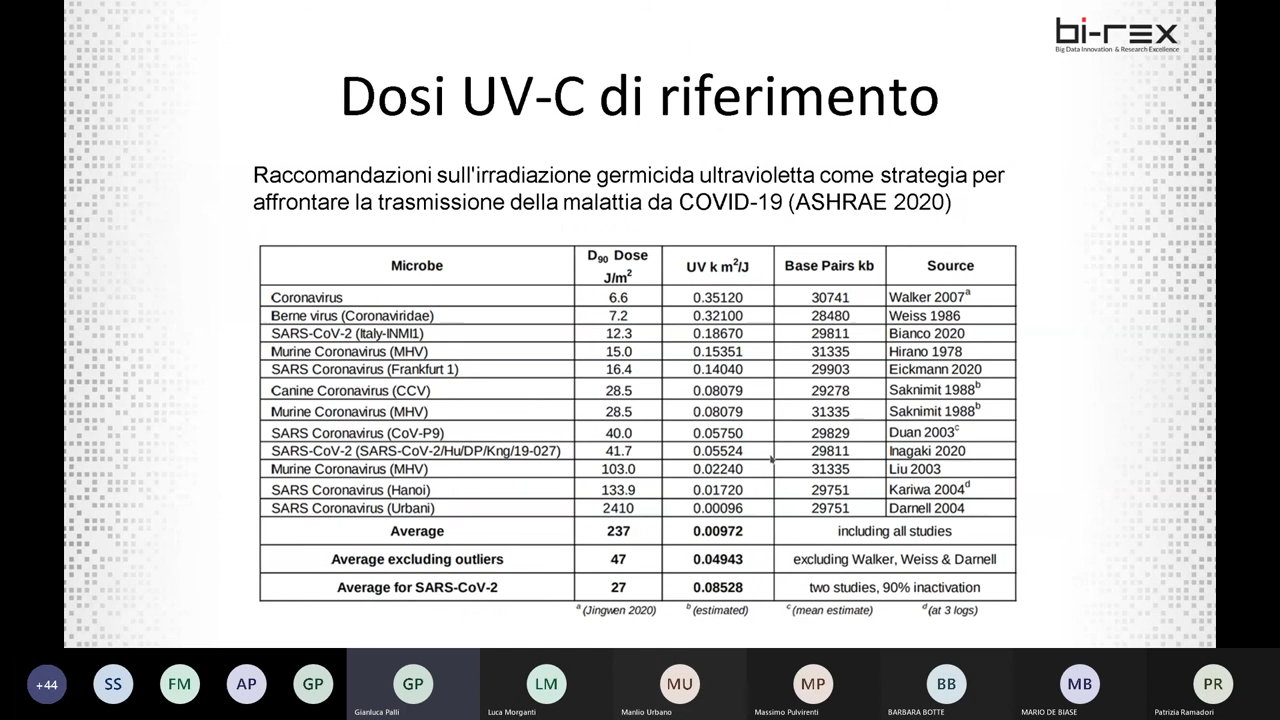 bi-rex
Big Data Innovation & Research Excellence
Dosi UV-C di riferimento
Raccomandazioni sull'irradiazione germicida ultravioletta come strategia per
affrontare la trasmissione della malattia da COVID-19 (ASHRAE 2020)
Microbe D90 Dose J/m² UV k m²/J Base Pairs kb Source
Coronavirus 6.6 0.35120 30741 Walker 2007a
Berne virus (Coronaviridae) 7.2 0.32100 28480 Weiss 1986
SARS-CoV-2 (Italy-INMI1) 12.3 0.18670 29811 Bianco 2020
Murine Coronavirus (MHV) 15.0 0.15351 31335 Hirano 1978
SARS Coronavirus (Frankfurt 1) 16.4 0.14040 29903 Eickmann 2020
Canine Coronavirus (CCV) 28.5 0.08079 29278 Saknimit 1988b
Murine Coronavirus (MHV) 28.5 0.08079 31335 Saknimit 1988b
SARS Coronavirus (CoV-P9) 40.0 0.05750 29829 Duan 2003c
SARS-CoV-2 (SARS-CoV-2/Hu/DP/Kng/19-027) 41.7 0.05524 29811 Inagaki 2020
Murine Coronavirus (MHV) 103.0 0.02240 31335 Liu 2003
SARS Coronavirus (Hanoi) 133.9 0.01720 29751 Kariwa 2004d
SARS Coronavirus (Urbani) 2410 0.00096 29751 Darnell 2004
Average 237 0.00972 including all studies
Average excluding outliers 47 0.04943 excluding Walker, Weiss & Darnell
Average for SARS-CoV-2 27 0.08528 two studies, 90% inactivation
a (Jingwen 2020) b (estimated) c (mean estimate) d (at 3 logs)
+44 SS FM AP GP GP LM MU MP BB MB PR
Gianluca Palli Luca Morganti Manlio Urbano Massimo Pulvirenti BARBARA BOTTE MARIO DE BIASE Patrizia Ramadori